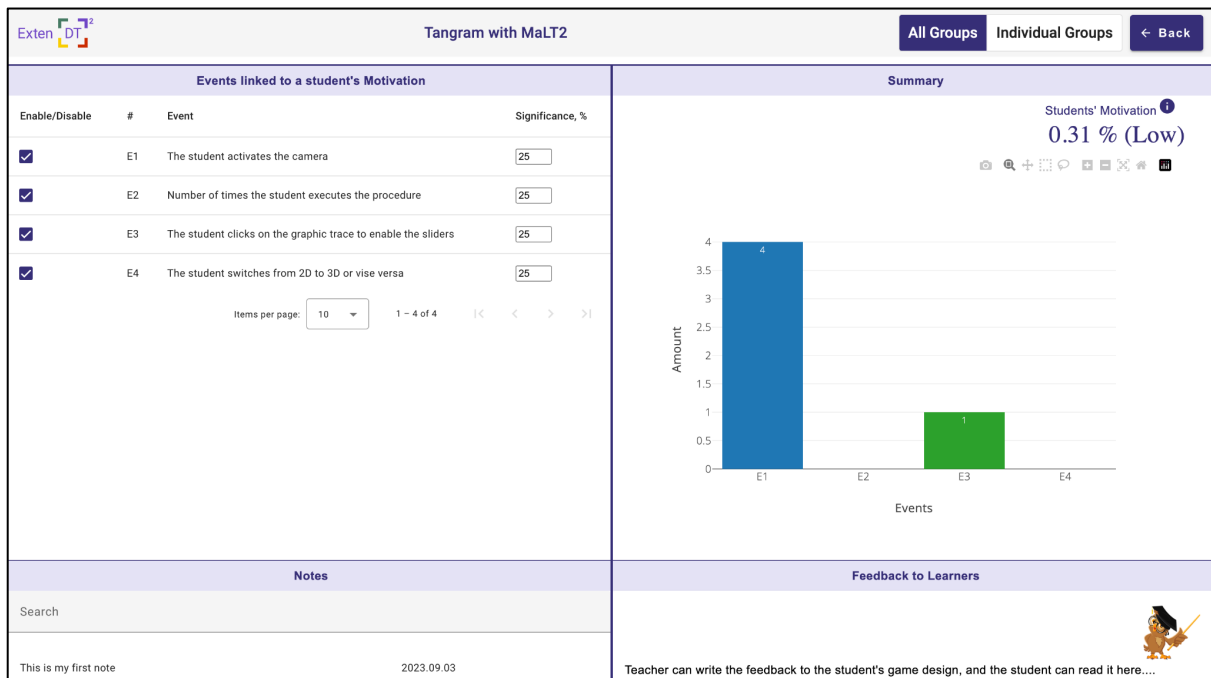 Exten DT 2
Tangram with MaLT2
All Groups
Individual Groups
← Back
Events linked to a student's Motivation
Enable/Disable # Event Significance, %
E1 The student activates the camera 25
E2 Number of times the student executes the procedure 25
E3 The student clicks on the graphic trace to enable the sliders 25
E4 The student switches from 2D to 3D or vise versa 25
Items per page: 10 1 – 4 of 4
Summary
Students' Motivation i
0.31 % (Low)
4
3.5
3
2.5
2
1.5
1
0.5
0
Amount
4
1
E1 E2 E3 E4
Events
Notes
Search
This is my first note 2023.09.03
Feedback to Learners
Teacher can write the feedback to the student's game design, and the student can read it here....